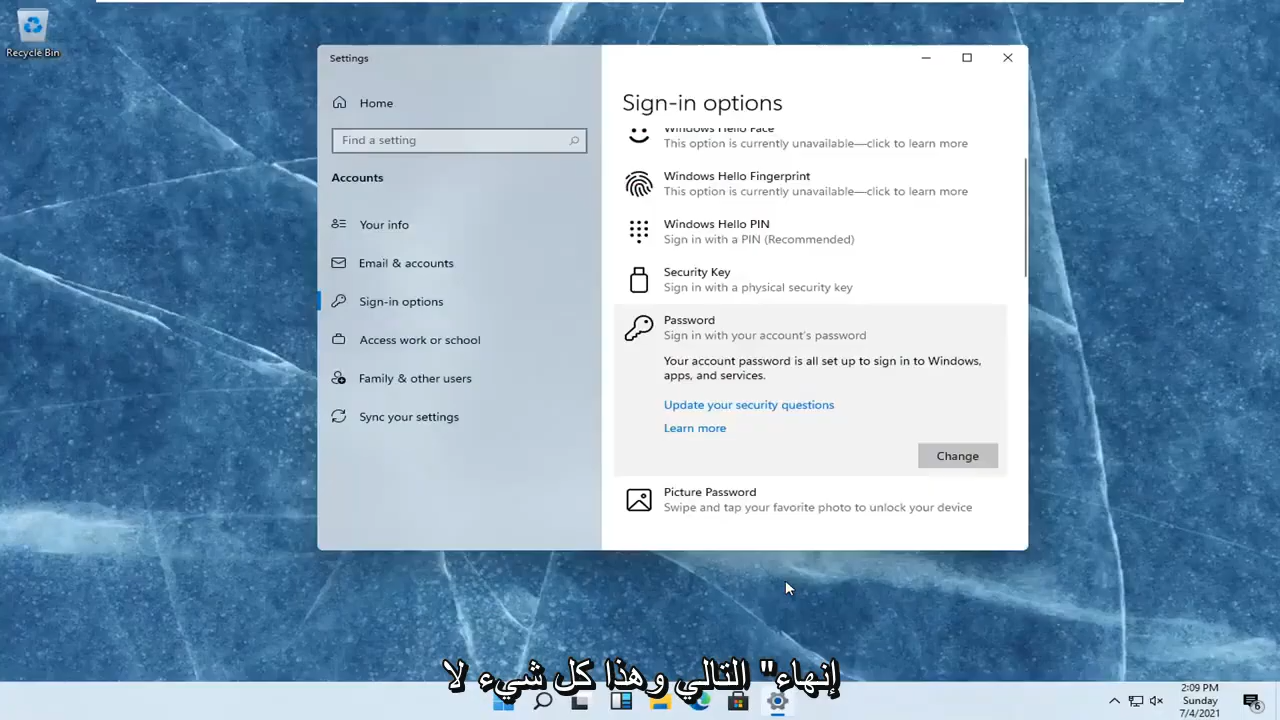 Recycle Bin
Settings
Home
Find a setting
Accounts
Your info
Email & accounts
Sign-in options
Access work or school
Family & other users
Sync your settings
Sign-in options
Windows Hello Face
This option is currently unavailable—click to learn more
Windows Hello Fingerprint
This option is currently unavailable—click to learn more
Windows Hello PIN
Sign in with a PIN (Recommended)
Security Key
Sign in with a physical security key
Password
Sign in with your account's password
Your account password is all set up to sign in to Windows,
apps, and services.
Update your security questions
Learn more
Change
Picture Password
Swipe and tap your favorite photo to unlock your device
إنهاء" التالي وهذا كل شيء لا
2:09 PM
Sunday
7/4/2021
6